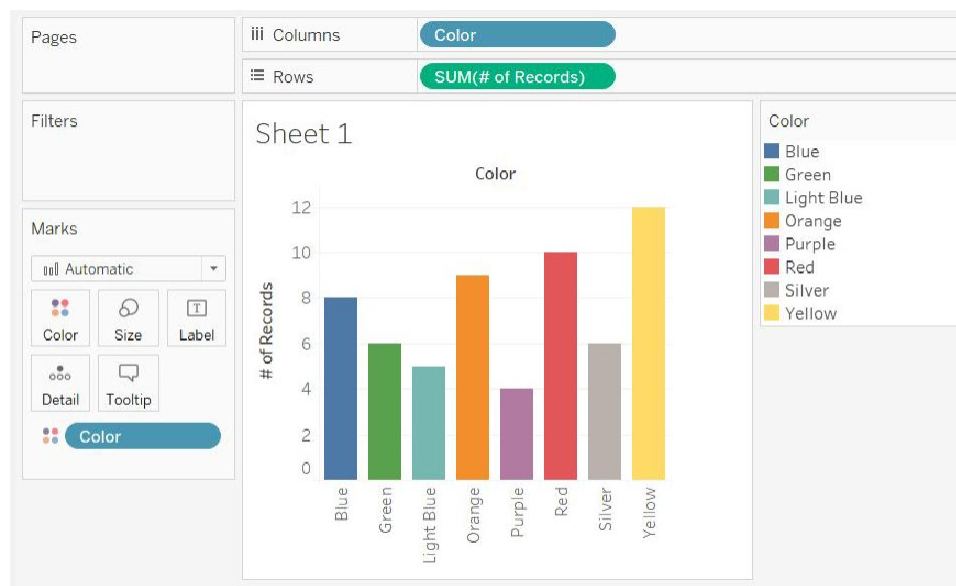 Pages
Columns
Color
Rows
SUM(# of Records)
Filters
Marks
Automatic
Color
Size
Label
T
Detail
Tooltip
Color
Sheet 1
Color
# of Records
12
10
8
6
4
2
0
Blue
Green
Light Blue
Orange
Purple
Red
Silver
Yellow
Color
Blue
Green
Light Blue
Orange
Purple
Red
Silver
Yellow